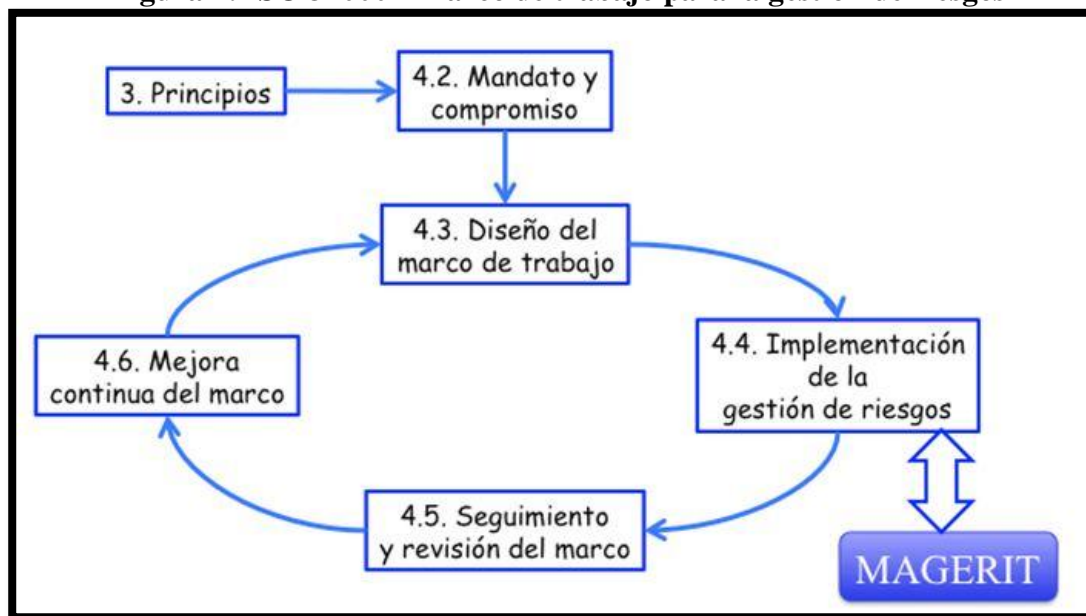 3. Principios
4.2. Mandato y
compromiso
4.3. Diseño del
marco de trabajo
4.4. Implementación
de la
gestión de riesgos
4.6. Mejora
continua del marco
4.5. Seguimiento
y revisión del marco
MAGERIT